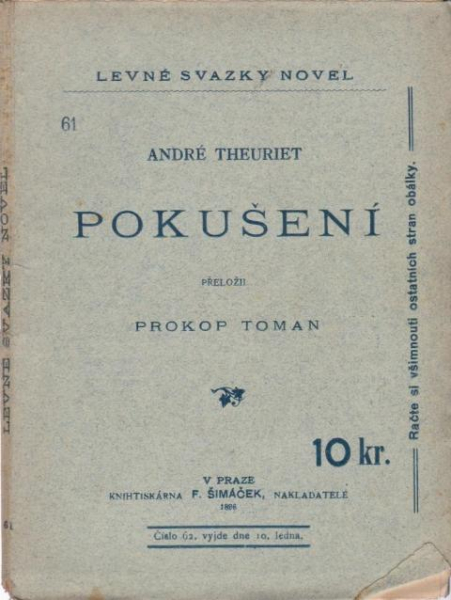 LEVNÉ SVAZKY NOVEL
61
ANDRÉ THEURIET
POKUŠENÍ
PŘELOŽIL
PROKOP TOMAN
10 kr.
V PRAZE
KNIHTISKÁRNA F. ŠIMÁČEK, NAKLADATELÉ
1896
Číslo 62. vyjde dne 10. ledna.
Račte si všimnouti ostatních stran obálky.
LEVNÉ SVAZKY NOVEL
61